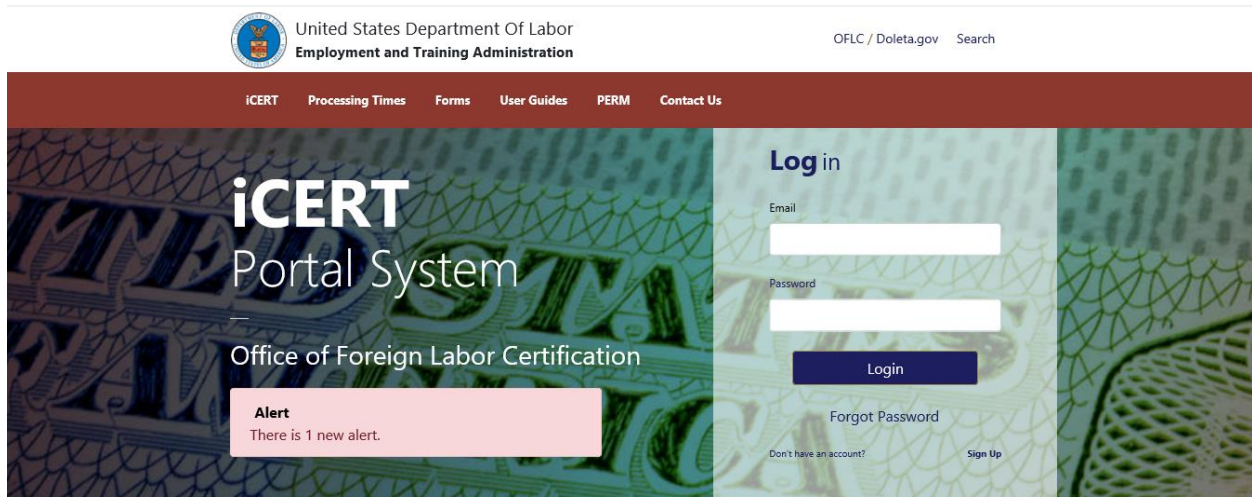 United States Department Of Labor
Employment and Training Administration
OFLC / Doleta.gov Search
iCERT Processing Times Forms User Guides PERM Contact Us
iCERT
Portal System
Office of Foreign Labor Certification
Alert
There is 1 new alert.
Log in
Email
Password
Login
Forgot Password
Don't have an account? Sign Up